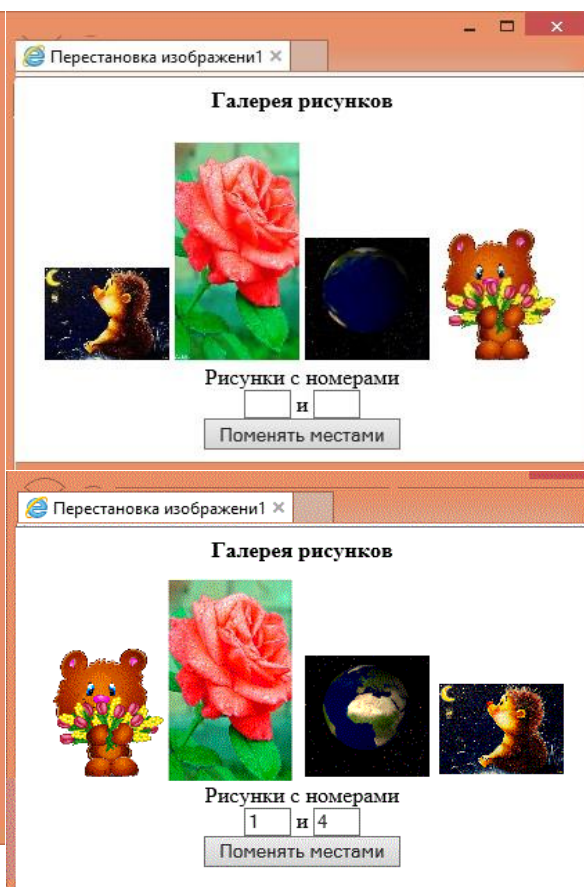 Перестановка изображени1
Галерея рисунков
Рисунки с номерами
и
Поменять местами
Перестановка изображени1
Галерея рисунков
Рисунки с номерами
1 и 4
Поменять местами